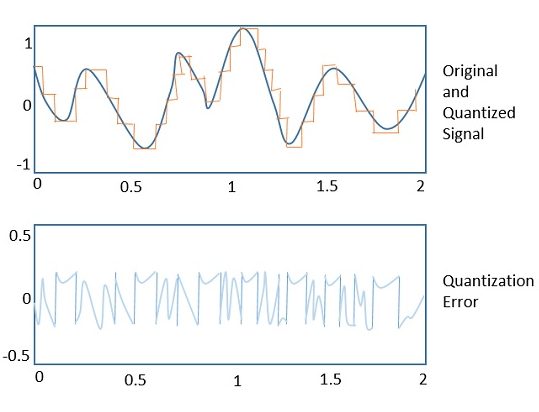 1
0
-1
Original
and
Quantized
Signal
0 0.5 1 1.5 2
0.5
0
-0.5
Quantization
Error
0 0.5 1 1.5 2